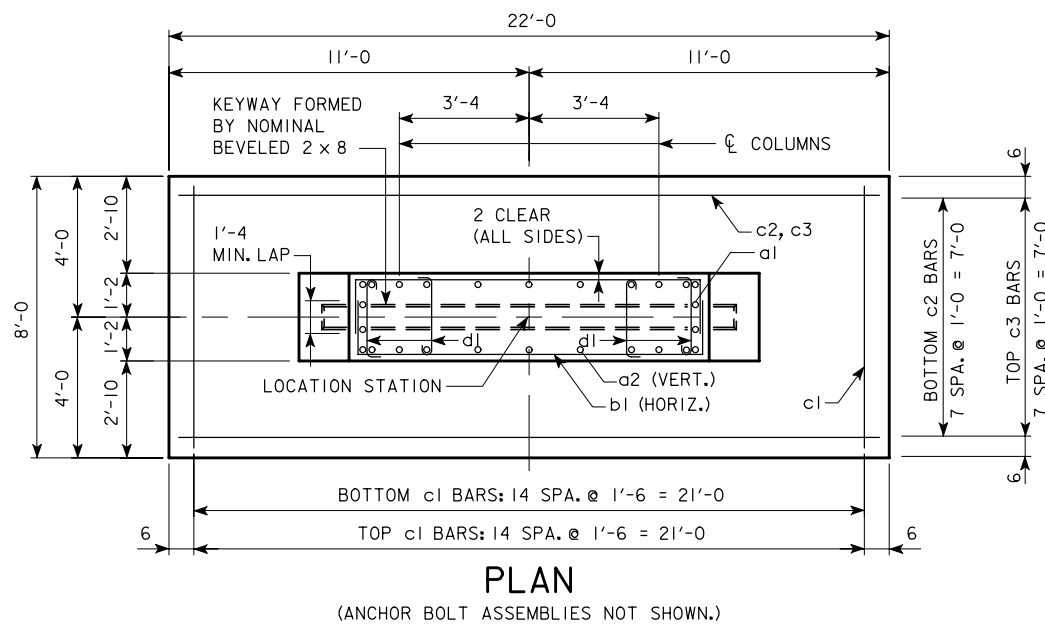 22'-0
11'-0
11'-0
KEYWAY FORMED
BY NOMINAL
BEVELED 2 x 8
3'-4
3'-4
℄ COLUMNS
8'-0
4'-0
4'-0
2'-10
1'-2
1'-2
2'-10
1'-4
MIN. LAP
2 CLEAR
(ALL SIDES)
c2, c3
a1
d1
d1
LOCATION STATION
a2 (VERT.)
b1 (HORIZ.)
c1
6
BOTTOM c2 BARS
7 SPA. @ 1'-0 = 7'-0
TOP c3 BARS
7 SPA. @ 1'-0 = 7'-0
6
BOTTOM c1 BARS: 14 SPA. @ 1'-6 = 21'-0
6
TOP c1 BARS: 14 SPA. @ 1'-6 = 21'-0
6
PLAN
(ANCHOR BOLT ASSEMBLIES NOT SHOWN.)